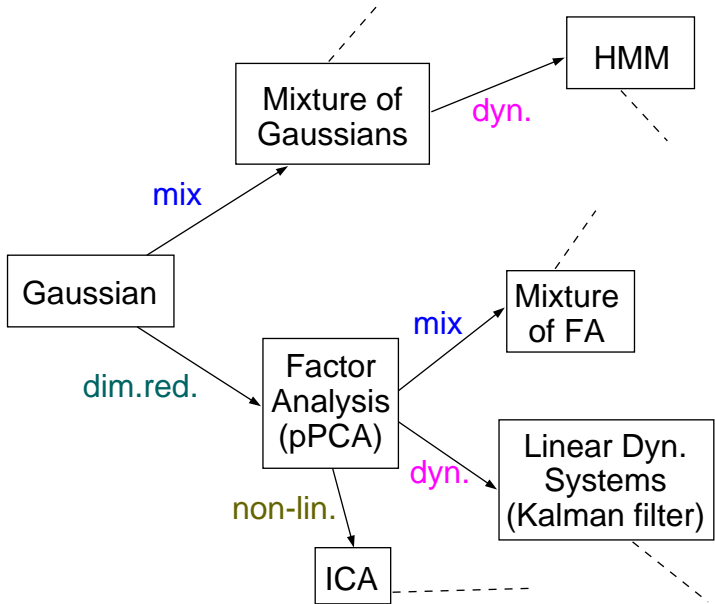 HMM
Mixture of
Gaussians
dyn.
mix
Gaussian
Mixture
of FA
mix
dim.red.
Factor
Analysis
(pPCA)
Linear Dyn.
Systems
(Kalman filter)
dyn.
non-lin.
ICA